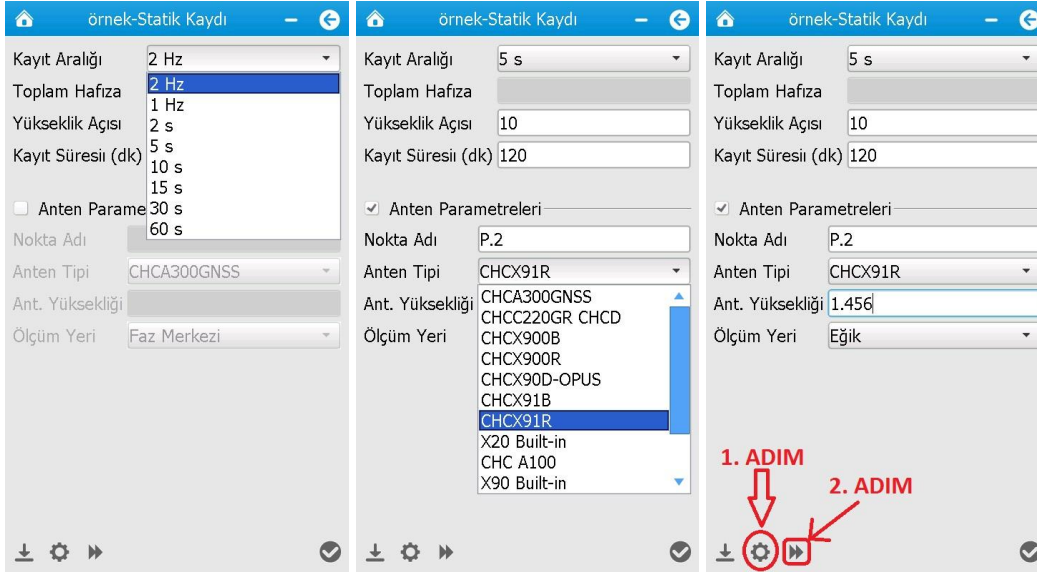 örnek-Statik Kaydı
Kayıt Aralığı 2 Hz
2 Hz
1 Hz
2 s
5 s
10 s
15 s
30 s
60 s
Toplam Hafıza
Yükseklik Açısı
Kayıt Süresiı (dk)
Anten Parame
Nokta Adı
Anten Tipi CHCA300GNSS
Ant. Yüksekliği
Ölçüm Yeri Faz Merkezi
örnek-Statik Kaydı
Kayıt Aralığı 5 s
Toplam Hafıza
Yükseklik Açısı 10
Kayıt Süresiı (dk) 120
Anten Parametreleri
Nokta Adı P.2
Anten Tipi CHCX91R
Ant. Yüksekliği
Ölçüm Yeri
CHCA300GNSS
CHCC220GR CHCD
CHCX900B
CHCX900R
CHCX90D-OPUS
CHCX91B
CHCX91R
X20 Built-in
CHC A100
X90 Built-in
örnek-Statik Kaydı
Kayıt Aralığı 5 s
Toplam Hafıza
Yükseklik Açısı 10
Kayıt Süresiı (dk) 120
Anten Parametreleri
Nokta Adı P.2
Anten Tipi CHCX91R
Ant. Yüksekliği 1.456
Ölçüm Yeri Eğik
1. ADIM
2. ADIM